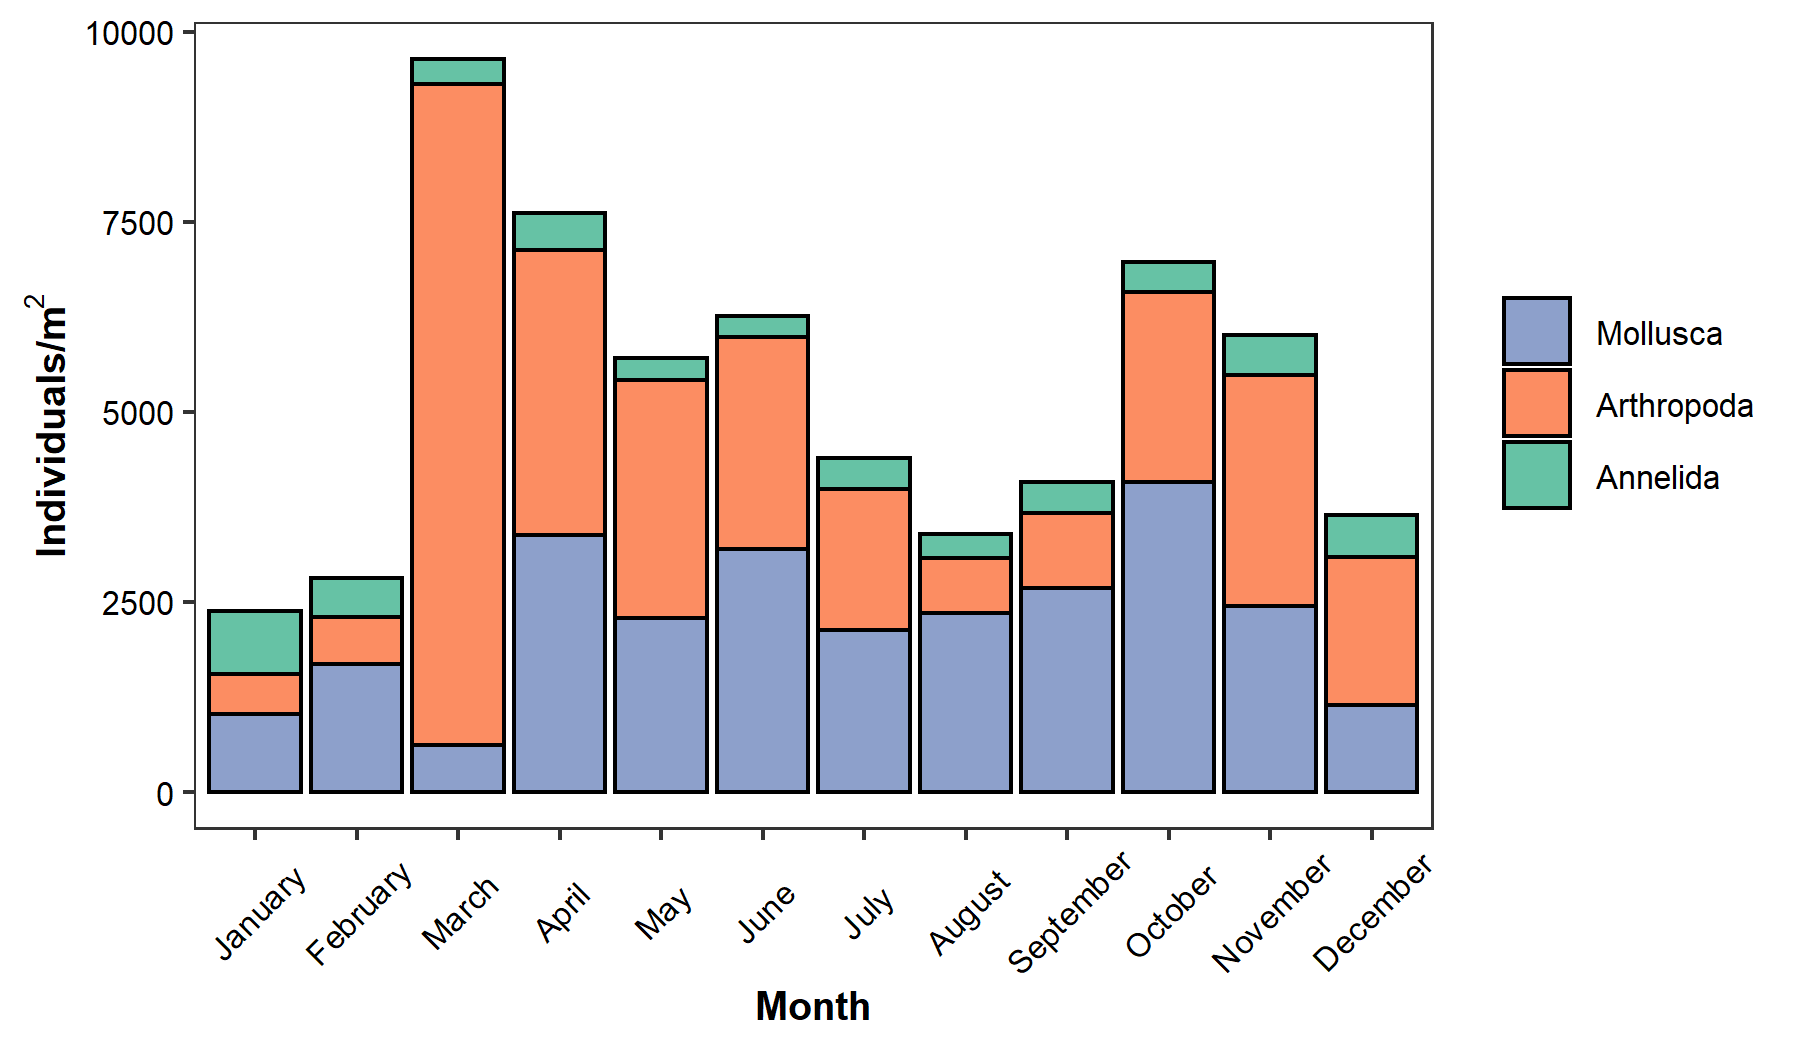 10000
7500
5000
2500
0
Individuals/m²
January
February
March
April
May
June
July
August
September
October
November
December
Month
Mollusca
Arthropoda
Annelida